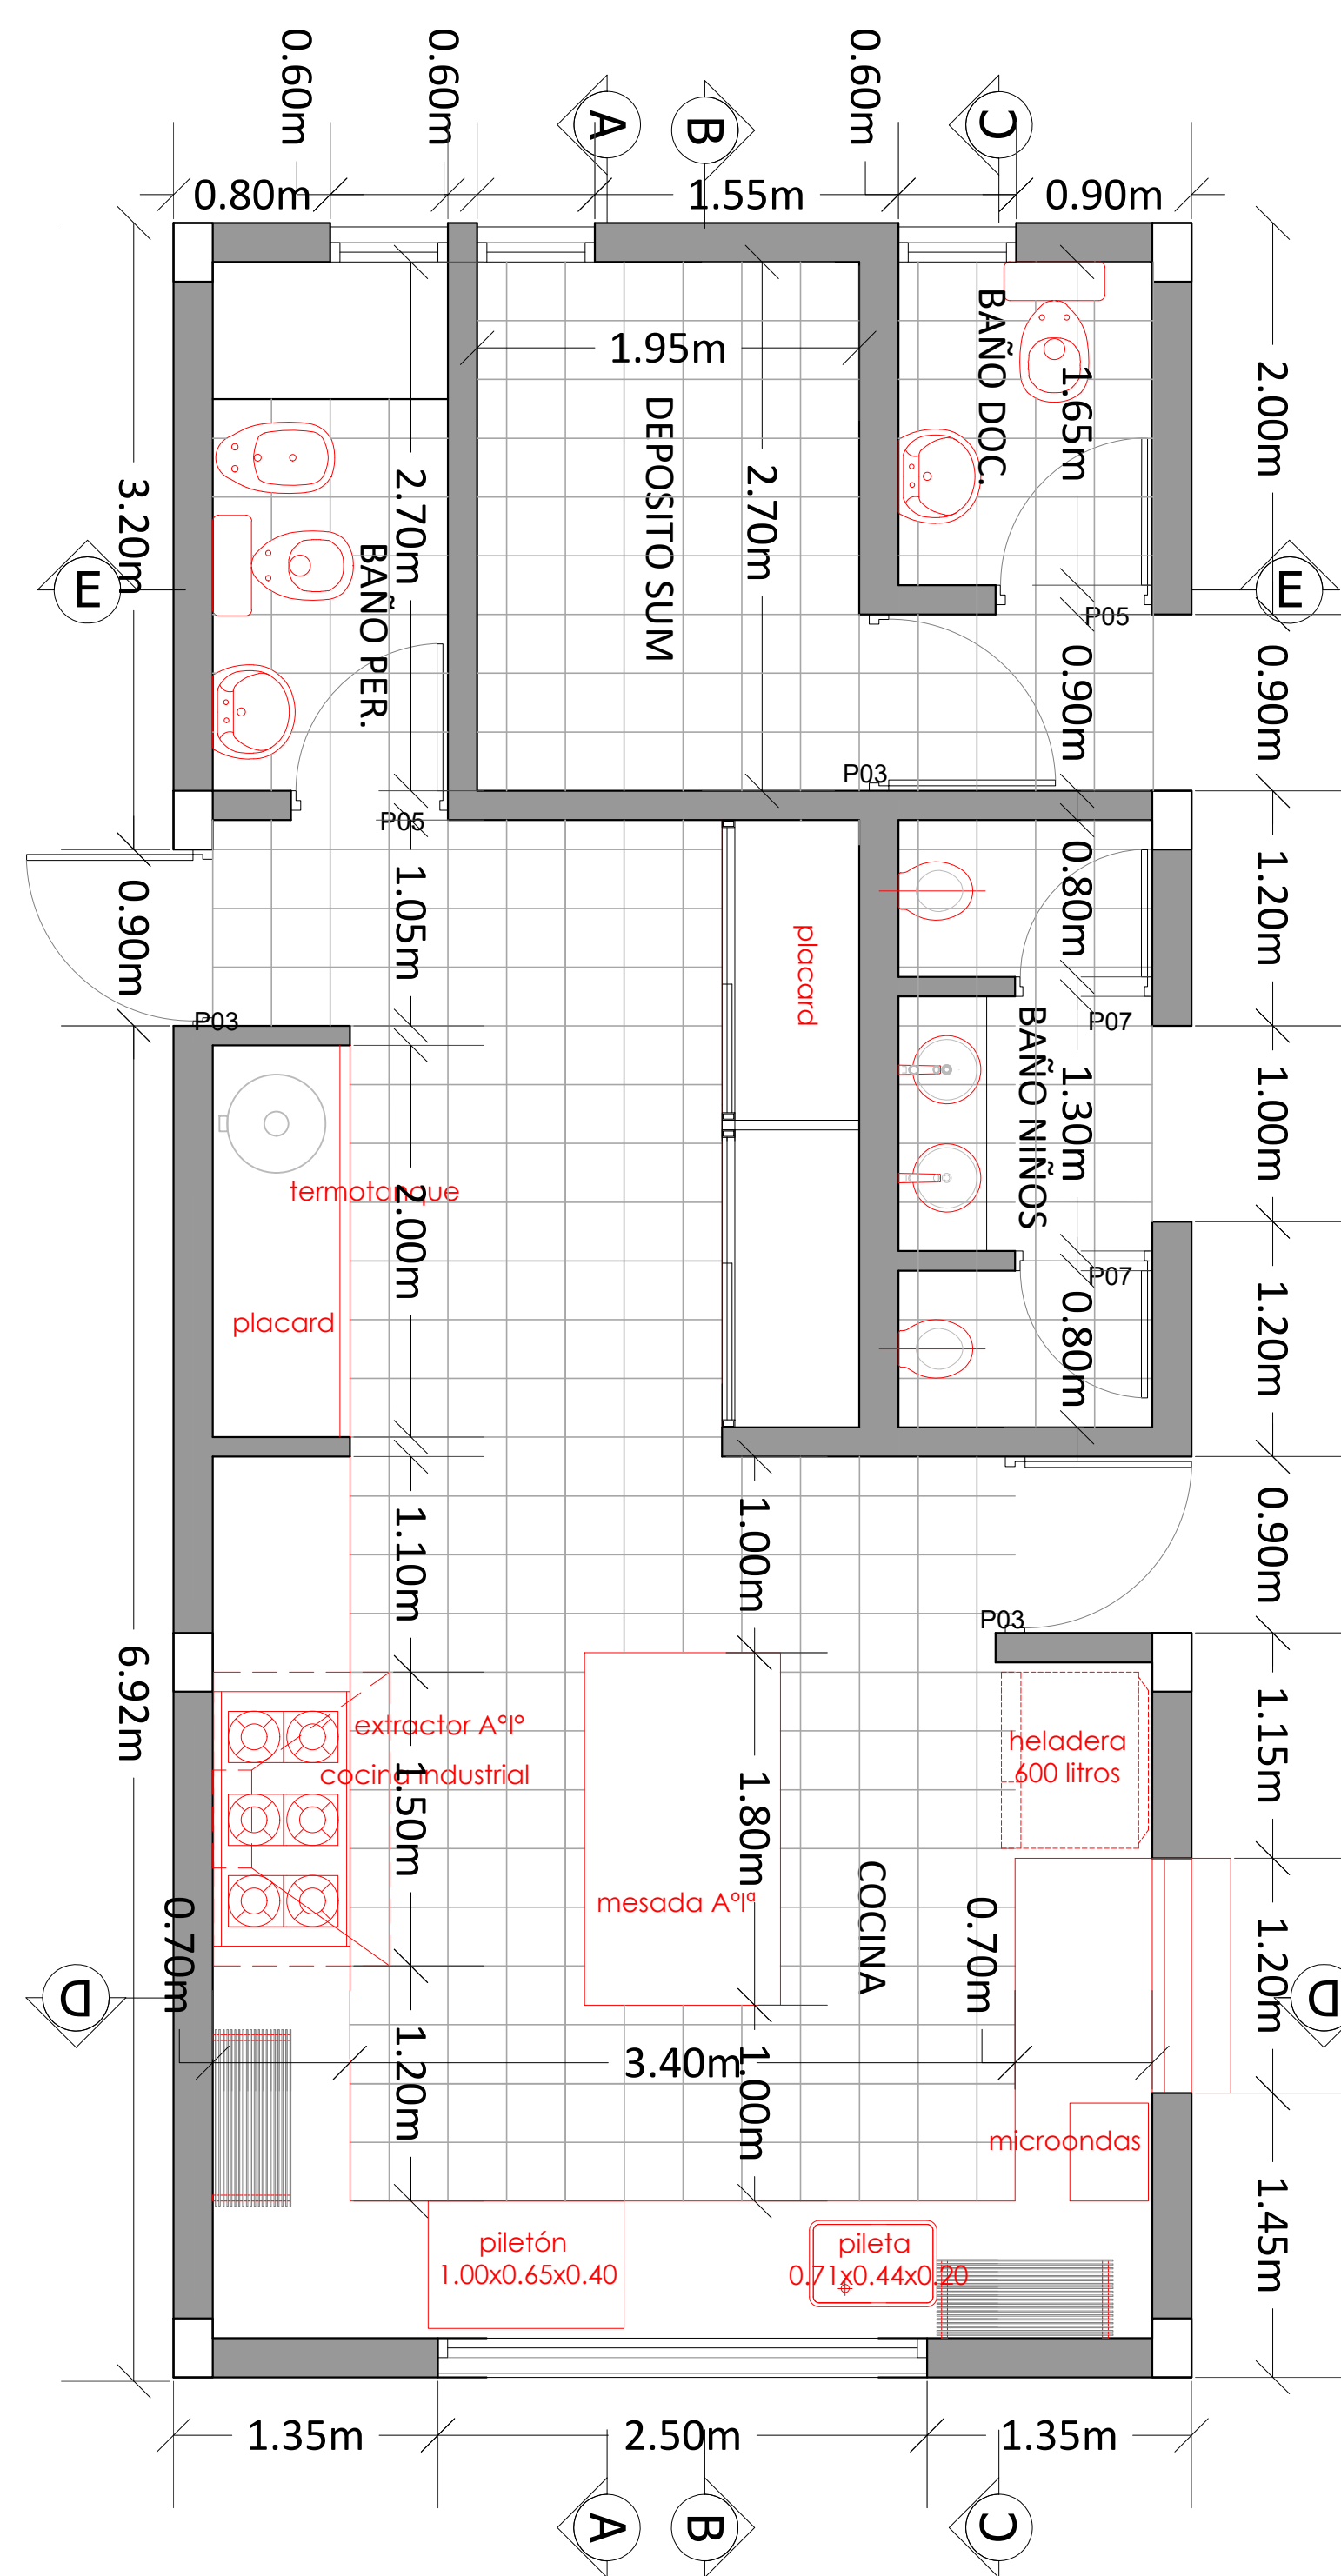 0.60m
0.60m
0.60m
A
B
C
0.80m
1.55m
0.90m
1.95m
BAÑO DOC.
1.65m
2.00m
DEPOSITO SUM
2.70m
2.70m
3.20m
BAÑO PER.
E
E
P05
0.90m
0.90m
P03
P05
0.90m
1.05m
placard
0.80m
1.20m
P03
P07
BAÑO NIÑOS
1.30m
1.00m
termotanque
2.00m
P07
placard
0.80m
1.20m
1.10m
1.00m
0.90m
P03
6.92m
extractor A°I°
cocina industrial
1.50m
1.80m
heladera
600 litros
1.15m
mesada A°I°
COCINA
0.70m
0.70m
1.20m
D
D
1.20m
3.40m
1.00m
microondas
piletón
1.00x0.65x0.40
pileta
0.71x0.44x0.20
1.45m
1.35m
2.50m
1.35m
A
B
C